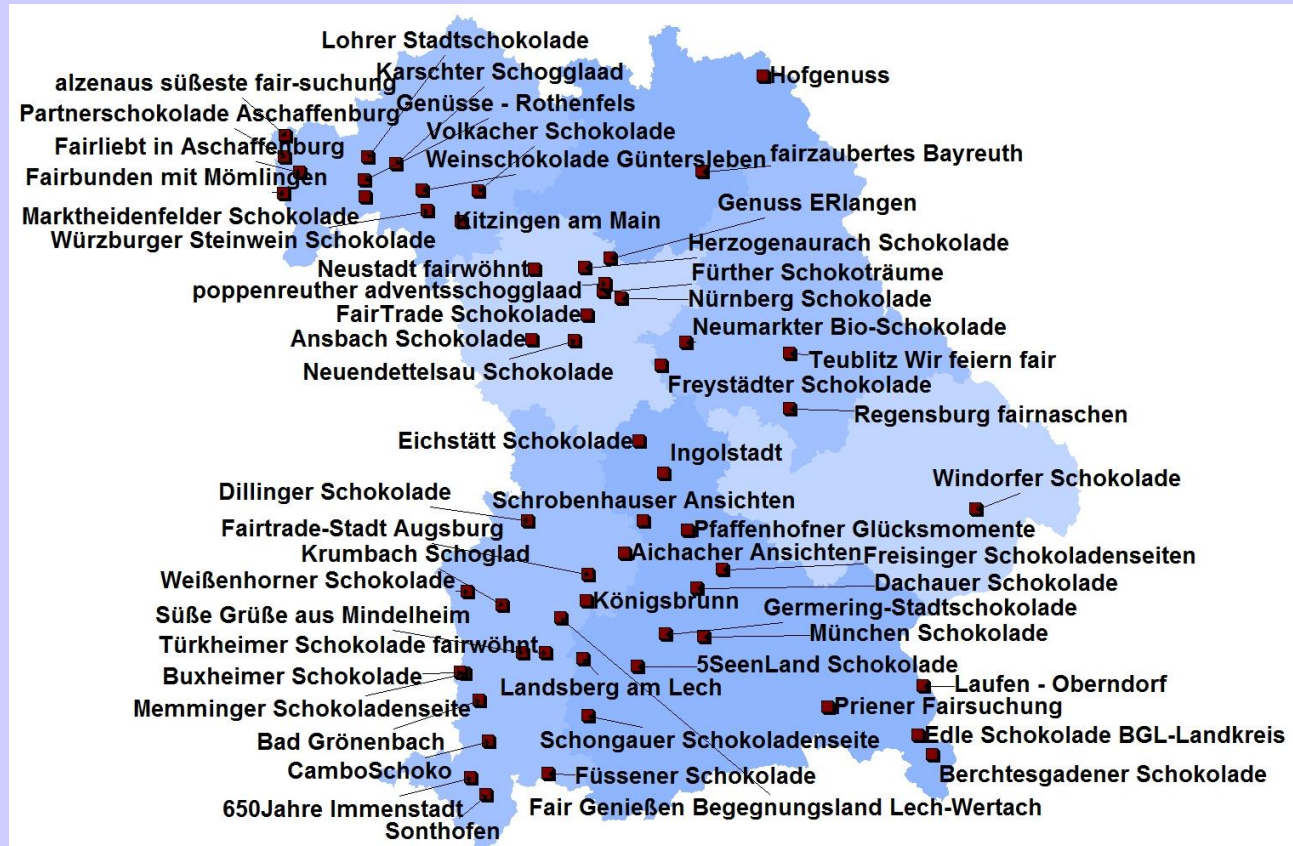 Lohrer Stadtschokolade
Karschter Schogglaad
Hofgenuss
alzenaus süßeste fair-suchung
Genüsse - Rothenfels
Partnerschokolade Aschaffenburg
Volkacher Schokolade
Fairliebt in Aschaffenburg
Weinschokolade Güntersleben
fairzaubertes Bayreuth
Fairbunden mit Mömlingen
Genuss ERlangen
Marktheidenfelder Schokolade
Kitzingen am Main
Würzburger Steinwein Schokolade
Herzogenaurach Schokolade
Neustadt fairwöhnt
Fürther Schokoträume
poppenreuther adventsschogglaad
Nürnberg Schokolade
FairTrade Schokolade
Neumarkter Bio-Schokolade
Ansbach Schokolade
Teublitz Wir feiern fair
Neuendettelsau Schokolade
Freystädter Schokolade
Regensburg fairnaschen
Eichstätt Schokolade
Ingolstadt
Windorfer Schokolade
Dillinger Schokolade
Schrobenhauser Ansichten
Fairtrade-Stadt Augsburg
Pfaffenhofner Glücksmomente
Krumbach Schoglad
Aichacher Ansichten
Freisinger Schokoladenseiten
Weißenhorner Schokolade
Dachauer Schokolade
Königsbrunn
Germering-Stadtschokolade
Süße Grüße aus Mindelheim
München Schokolade
Türkheimer Schokolade fairwöhnt
5SeenLand Schokolade
Buxheimer Schokolade
Landsberg am Lech
Laufen - Oberndorf
Memminger Schokoladenseite
Priener Fairsuchung
Bad Grönenbach
Schongauer Schokoladenseite
Edle Schokolade BGL-Landkreis
CamboSchoko
Füssener Schokolade
Berchtesgadener Schokolade
650Jahre Immenstadt
Fair Genießen Begegnungsland Lech-Wertach
Sonthofen